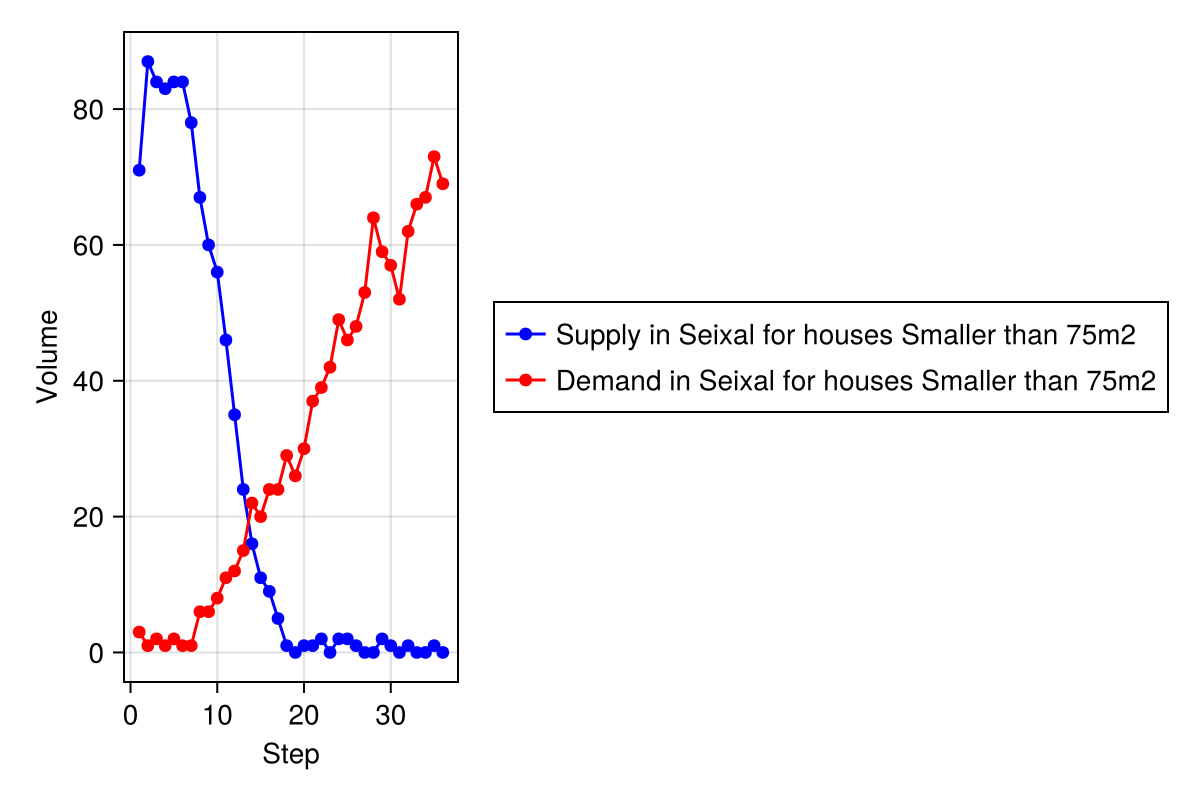 80
60
40
20
0
Volume
0 10 20 30
Step
Supply in Seixal for houses Smaller than 75m2
Demand in Seixal for houses Smaller than 75m2